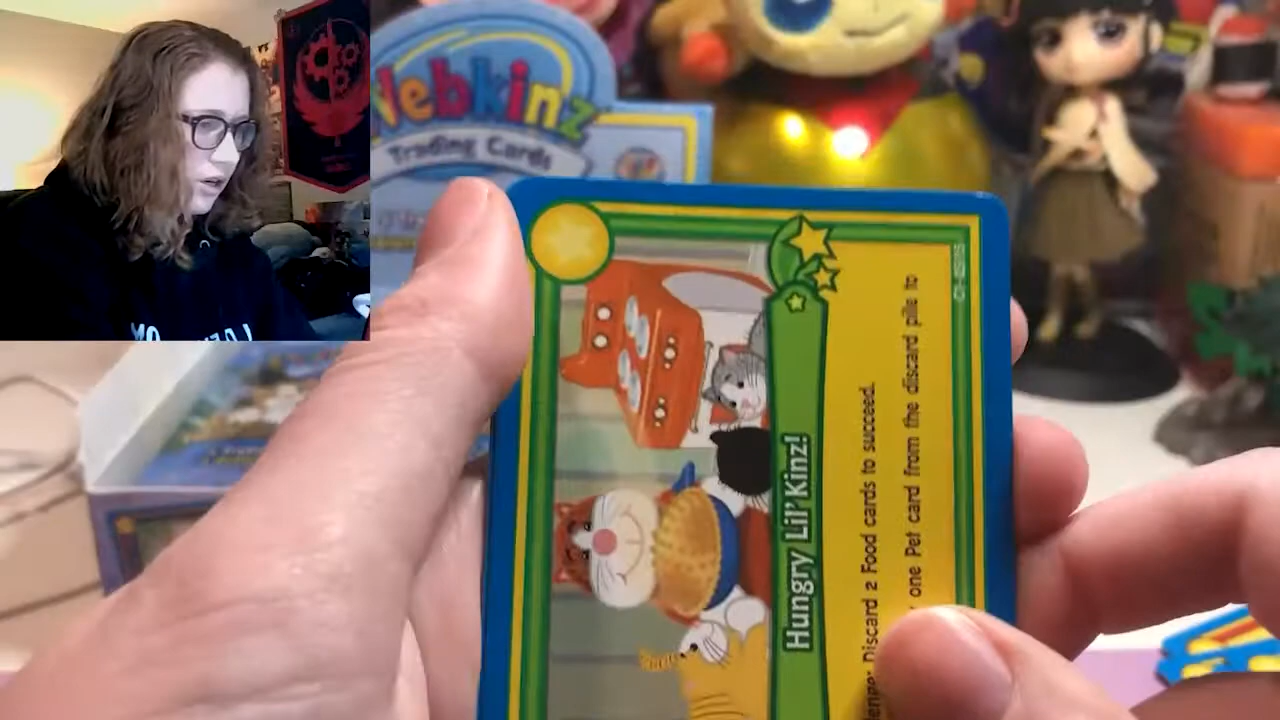 Webkinz
Trading Cards
Hungry Lil' Kinz!
Discard 2 Food cards to succeed.
one Pet card from the discard pile to